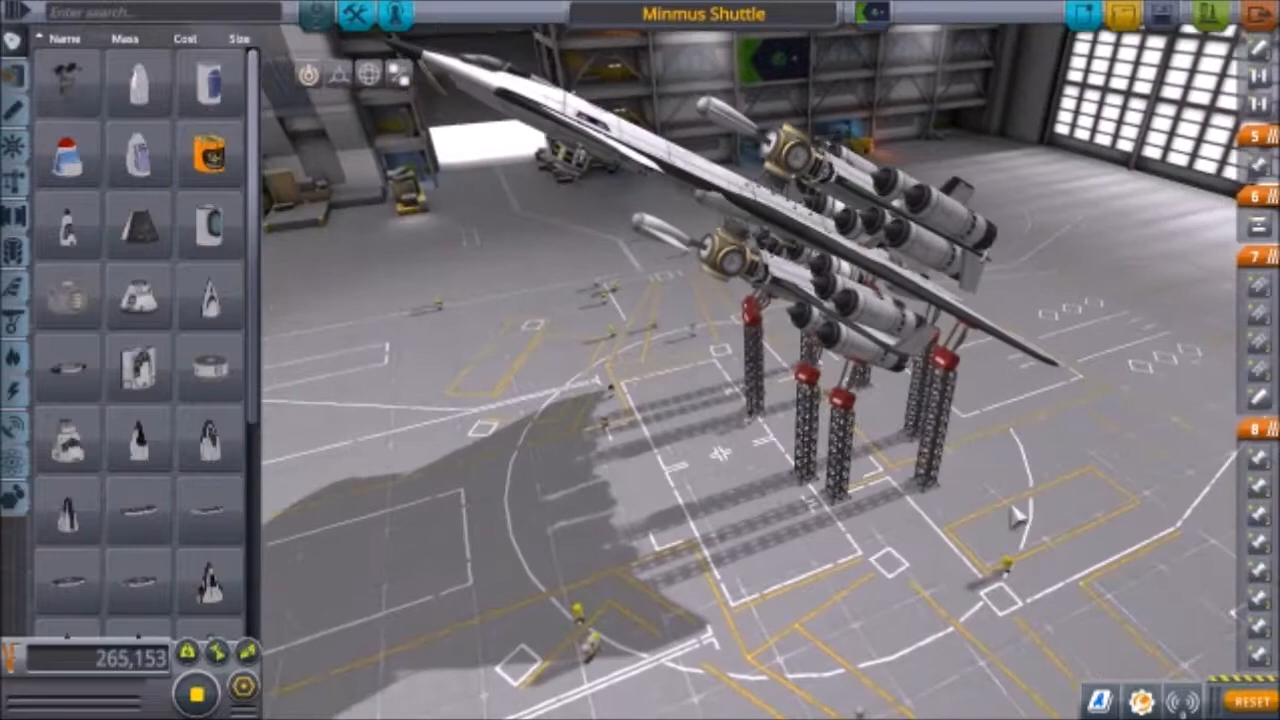 Enter search...
Minmus Shuttle
Name Mass Cost Size
5
6
7
8
265,153
RESET